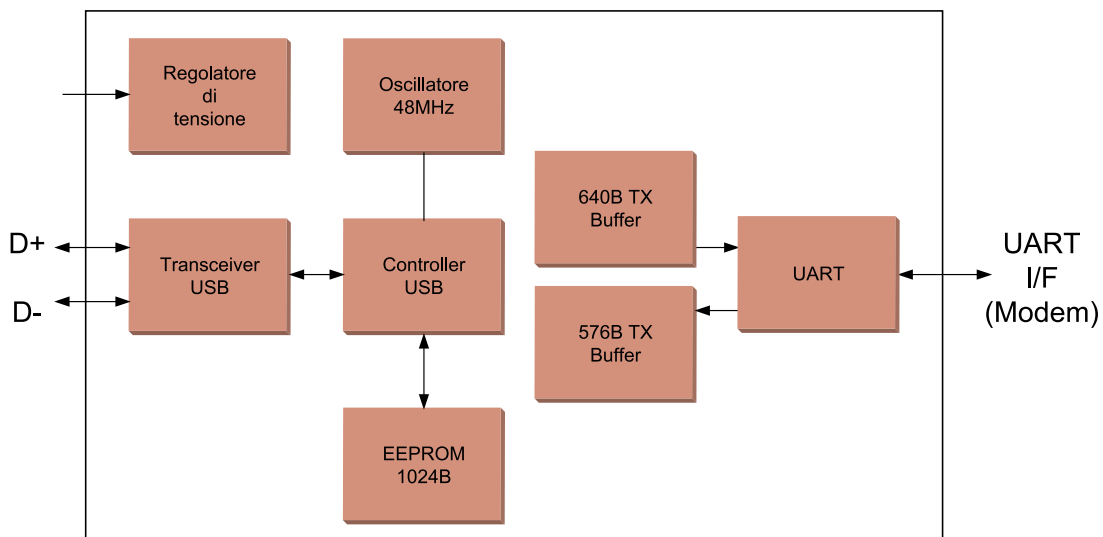 Regolatore
di
tensione
Oscillatore
48MHz
640B TX
Buffer
D+
D-
Transceiver
USB
Controller
USB
UART
UART
I/F
(Modem)
576B TX
Buffer
EEPROM
1024B